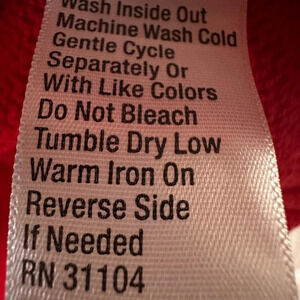 Wash Inside Out
Machine Wash Cold
Gentle Cycle
Separately Or
With Like Colors
Do Not Bleach
Tumble Dry Low
Warm Iron On
Reverse Side
If Needed
RN 31104